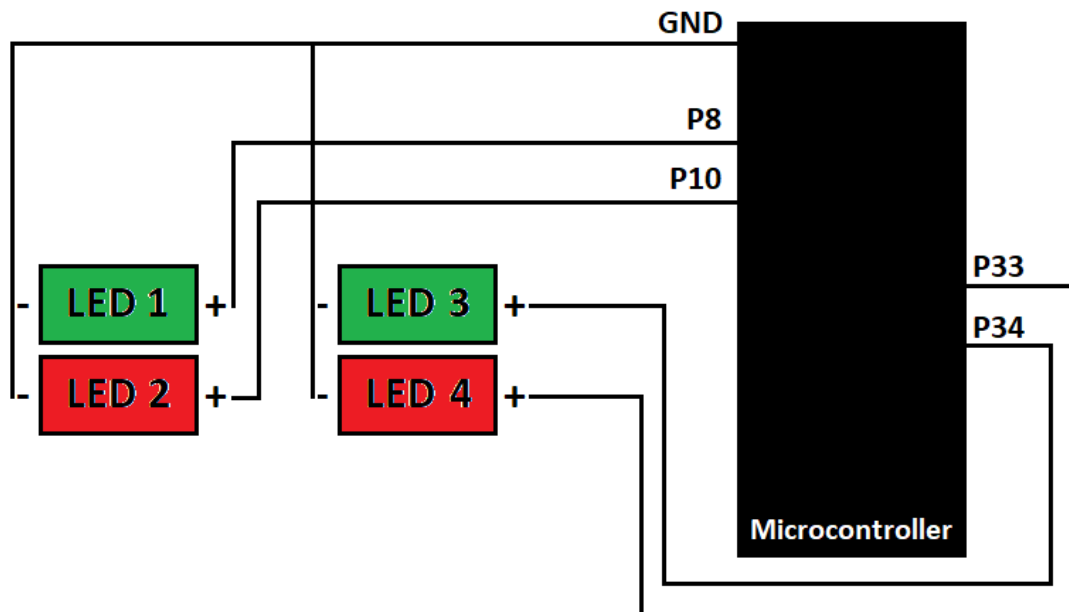 GND
P8
P10
P33
P34
- LED 1 +
- LED 3 +
- LED 2 +
- LED 4 +
Microcontroller